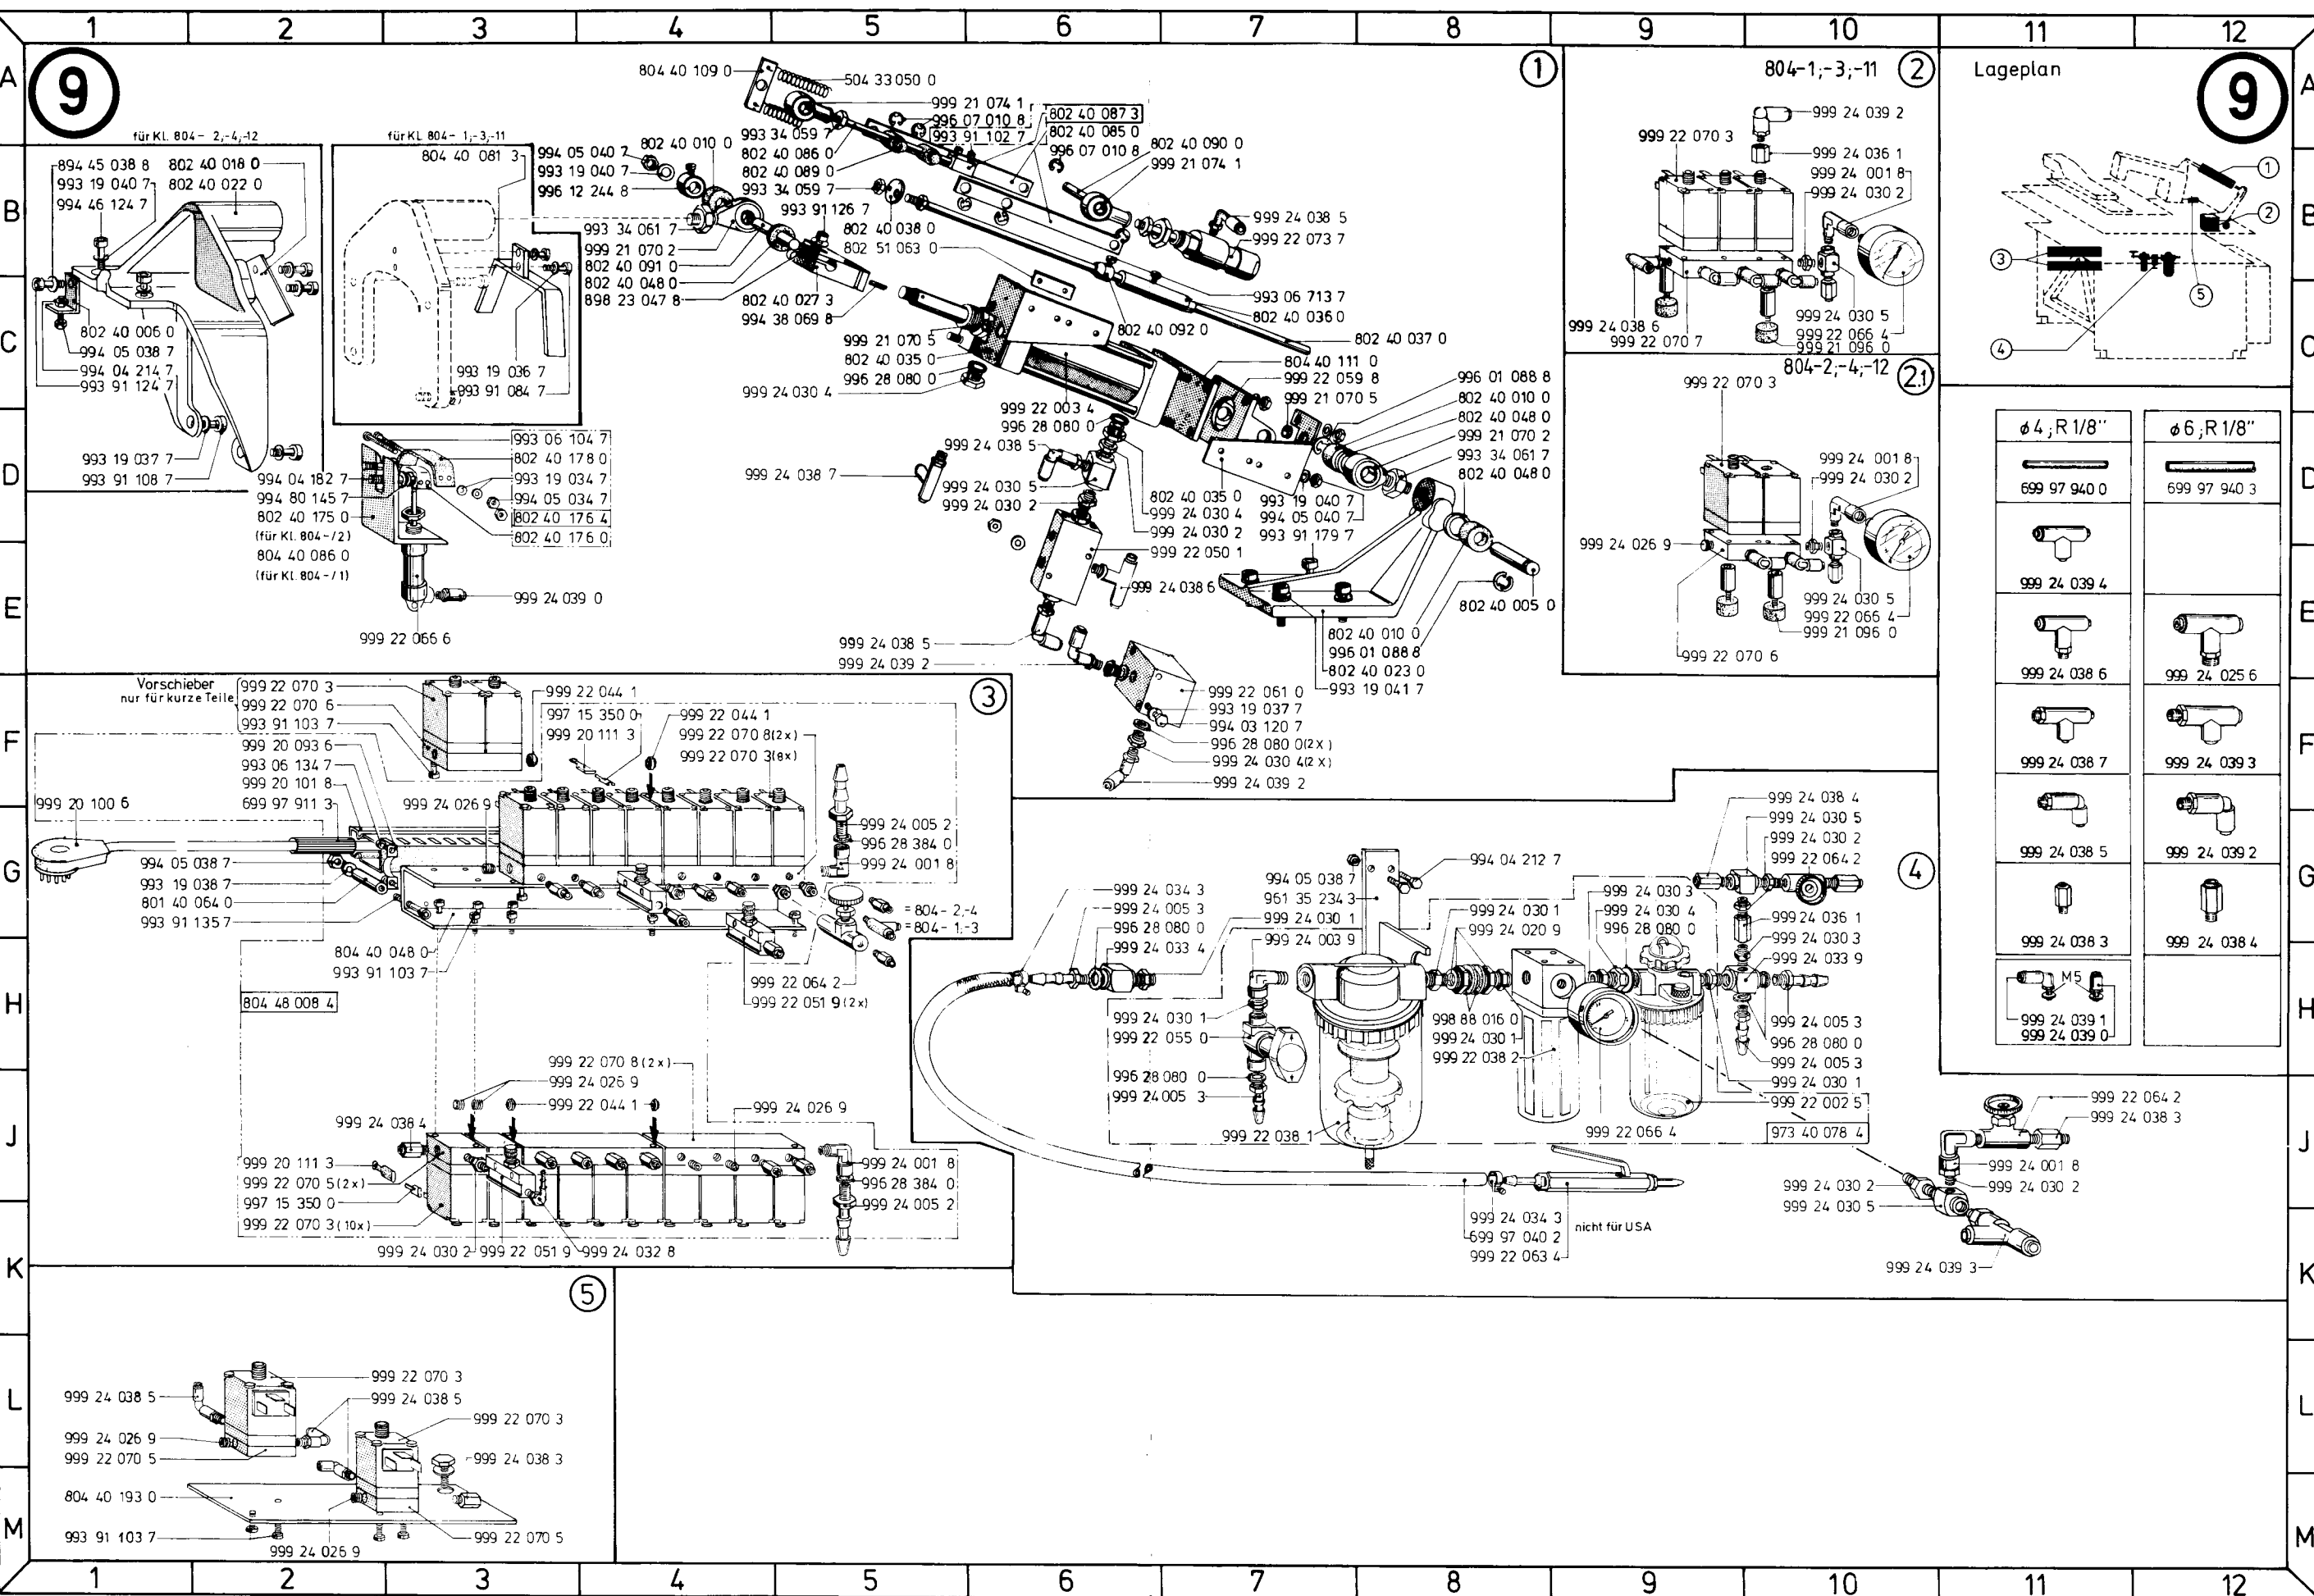 1 2 3 4 5 6 7 8 9 10 11 12
A
B
C
D
E
F
G
H
J
K
L
M
9
für Kl. 804 - 2,-4,-12
894 45 038 8
993 19 040 7
994 46 124 7
802 40 018 0
802 40 022 0
802 40 006 0
994 05 038 7
994 04 214 7
993 91 124 7
993 19 037 7
993 91 108 7
für KL 804 - 1,-3,-11
804 40 081 3
993 19 036 7
993 91 084 7
993 06 104 7
802 40 178 0
993 19 034 7
994 05 034 7
802 40 176 4
802 40 176 0
994 04 182 7
994 80 145 7
802 40 175 0
(für Kl. 804-/2)
804 40 086 0
(für Kl. 804-/1)
999 24 039 0
999 22 066 6
1
804 40 109 0
504 33 050 0
999 21 074 1
996 07 010 8
993 91 102 7
802 40 087 3
802 40 085 0
996 07 010 8
802 40 090 0
999 21 074 1
993 34 059 7
802 40 086 0
802 40 089 0
993 34 059 7
802 40 010 0
994 05 040 7
993 19 040 7
996 12 244 8
993 91 126 7
802 40 038 0
802 51 063 0
993 34 061 7
999 21 070 2
802 40 091 0
802 40 048 0
898 23 047 8
802 40 027 3
994 38 069 8
999 24 038 5
999 22 073 7
993 06 713 7
802 40 036 0
802 40 092 0
802 40 037 0
999 21 070 5
802 40 035 0
996 28 080 0
999 24 030 4
804 40 111 0
999 22 059 8
999 21 070 5
996 01 088 8
802 40 010 0
802 40 048 0
999 21 070 2
993 34 061 7
802 40 048 0
999 22 003 4
996 28 080 0
999 24 038 5
999 24 038 7
999 24 030 5
999 24 030 2
802 40 035 0
999 24 030 4
999 24 030 2
999 22 050 1
993 19 040 7
994 05 040 7
993 91 179 7
999 24 038 6
802 40 005 0
999 24 038 5
999 24 039 2
802 40 010 0
996 01 088 8
802 40 023 0
993 19 041 7
999 22 061 0
993 19 037 7
994 03 120 7
996 28 080 0(2x)
999 24 030 4(2x)
999 24 039 2
804-1;-3;-11
2
999 24 039 2
999 22 070 3
999 24 036 1
999 24 001 8
999 24 030 2
999 24 038 6
999 22 070 7
999 24 030 5
999 22 066 4
999 21 096 0
804-2,-4,-12
2.1
999 22 070 3
999 24 001 8
999 24 030 2
999 24 026 9
999 24 030 5
999 22 066 4
999 21 096 0
999 22 070 6
Lageplan
9
1
2
3
4
5
ø4;R 1/8"
ø6;R 1/8"
699 97 940 0
699 97 940 3
999 24 039 4
999 24 038 6
999 24 025 6
999 24 038 7
999 24 039 3
999 24 038 5
999 24 039 2
999 24 038 3
999 24 038 4
M5
999 24 039 1
999 24 039 0
3
Vorschieber
nur für kurze Teile
999 22 070 3
999 22 070 6
993 91 103 7
999 20 093 6
993 06 134 7
999 20 101 8
699 97 911 3
999 20 100 6
999 22 044 1
997 15 350 0
999 20 111 3
999 22 044 1
999 22 070 8(2x)
999 22 070 3(8x)
999 24 026 9
999 24 005 2
996 28 384 0
999 24 001 8
994 05 038 7
993 19 038 7
801 40 064 0
993 91 135 7
= 804-2,-4
= 804-1,-3
804 40 048 0
993 91 103 7
999 22 064 2
999 22 051 9(2x)
804 48 008 4
999 22 070 8(2x)
999 24 026 9
999 22 044 1
999 24 026 9
999 24 038 4
999 20 111 3
999 22 070 5(2x)
997 15 350 0
999 22 070 3(10x)
999 24 001 8
996 28 384 0
999 24 005 2
999 24 030 2
999 22 051 9
999 24 032 8
4
999 24 038 4
999 24 030 5
999 24 030 2
999 22 064 2
994 04 212 7
994 05 038 7
961 35 234 3
999 24 030 1
999 24 003 9
999 24 034 3
999 24 005 3
996 28 080 0
999 24 033 4
999 24 030 1
999 24 020 9
999 24 030 3
999 24 030 4
996 28 080 0
999 24 036 1
999 24 030 3
999 24 033 9
999 24 030 1
999 22 055 0
996 28 080 0
999 24 005 3
998 88 016 0
999 24 030 1
999 22 038 2
999 24 005 3
996 28 080 0
999 24 005 3
999 24 030 1
999 22 002 5
999 22 038 1
999 22 066 4
973 40 078 4
999 22 064 2
999 24 038 3
999 24 001 8
999 24 030 2
999 24 030 2
999 24 030 5
999 24 039 3
999 24 034 3
699 97 040 2
999 22 063 4
nicht für USA
5
999 22 070 3
999 24 038 5
999 24 038 5
999 22 070 3
999 24 026 9
999 22 070 5
999 24 038 3
804 40 193 0
993 91 103 7
999 24 026 9
999 22 070 5
A
B
C
D
E
F
G
H
J
K
L
M
1 2 3 4 5 6 7 8 9 10 11 12